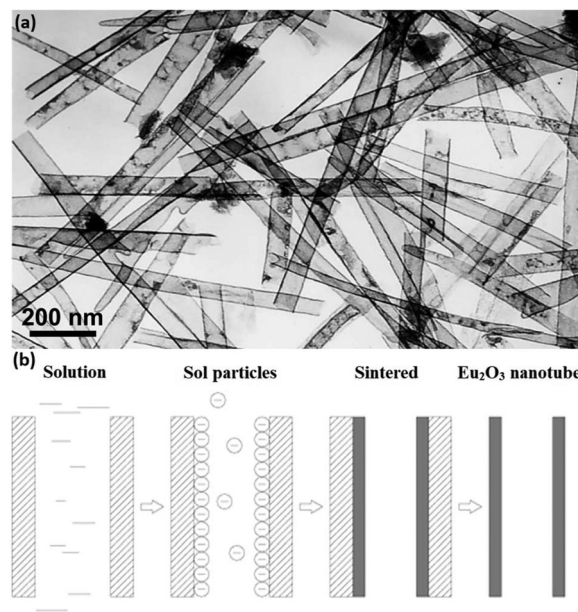 (a)
200 nm
(b)
Solution Sol particles Sintered Eu₂O₃ nanotube